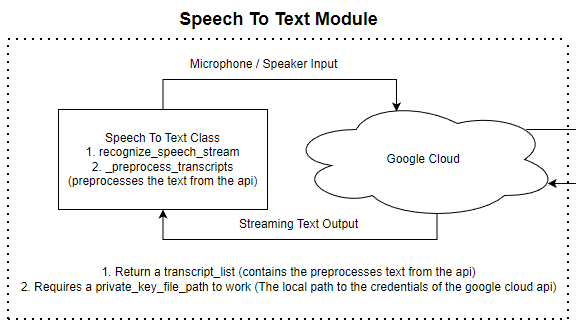 Speech To Text Module
Microphone / Speaker Input
Speech To Text Class
1. recognize_speech_stream
2. _preprocess_transcripts
(preprocesses the text from the api)
Google Cloud
Streaming Text Output
1. Return a transcript_list (contains the preprocesses text from the api)
2. Requires a private_key_file_path to work (The local path to the credentials of the google cloud api)